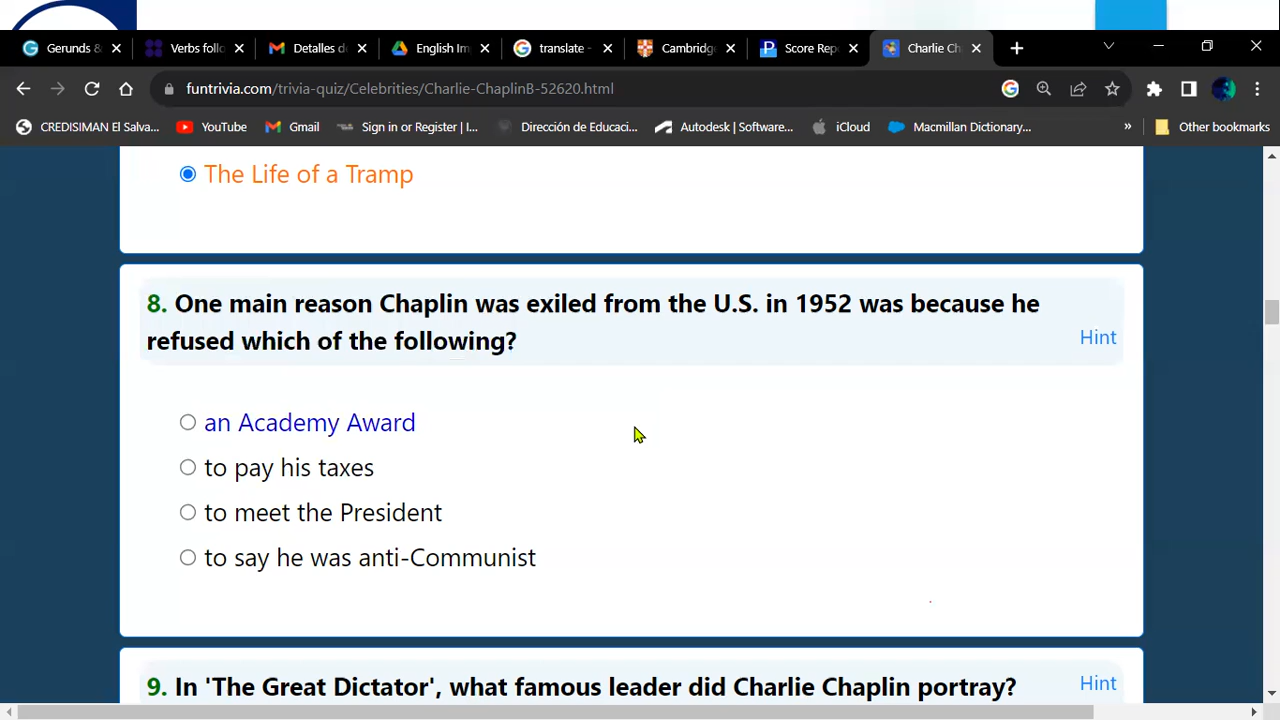 Gerunds &
Verbs follo
Detalles de
English Im
translate -
Cambridg
Score Rep
Charlie Ch
funtrivia.com/trivia-quiz/Celebrities/Charlie-ChaplinB-52620.html
CREDISIMAN El Salva...
YouTube
Gmail
Sign in or Register | I...
Dirección de Educaci...
Autodesk | Software...
iCloud
Macmillan Dictionary...
»
Other bookmarks
The Life of a Tramp
8. One main reason Chaplin was exiled from the U.S. in 1952 was because he
refused which of the following?
Hint
an Academy Award
to pay his taxes
to meet the President
to say he was anti-Communist
9. In 'The Great Dictator', what famous leader did Charlie Chaplin portray?
Hint